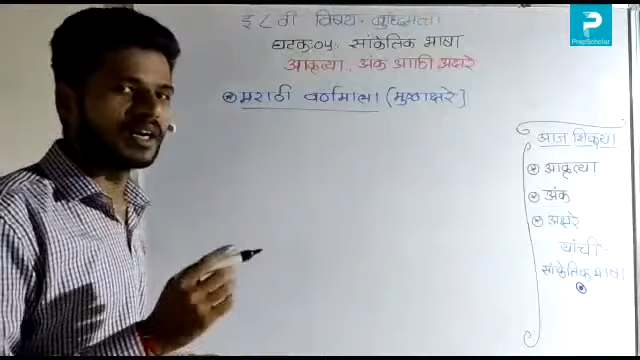 इ ८ वी विषय - बुद्धिमत्ता
घटक:०५. सांकेतिक भाषा
आकृत्या, अंक आणि अक्षरे
मराठी वर्णमाला (मुळाक्षरे]
आज शिकूया
आकृत्या
अंक
अक्षरे
यांची
सांकेतिक भाषा
PrepScholar